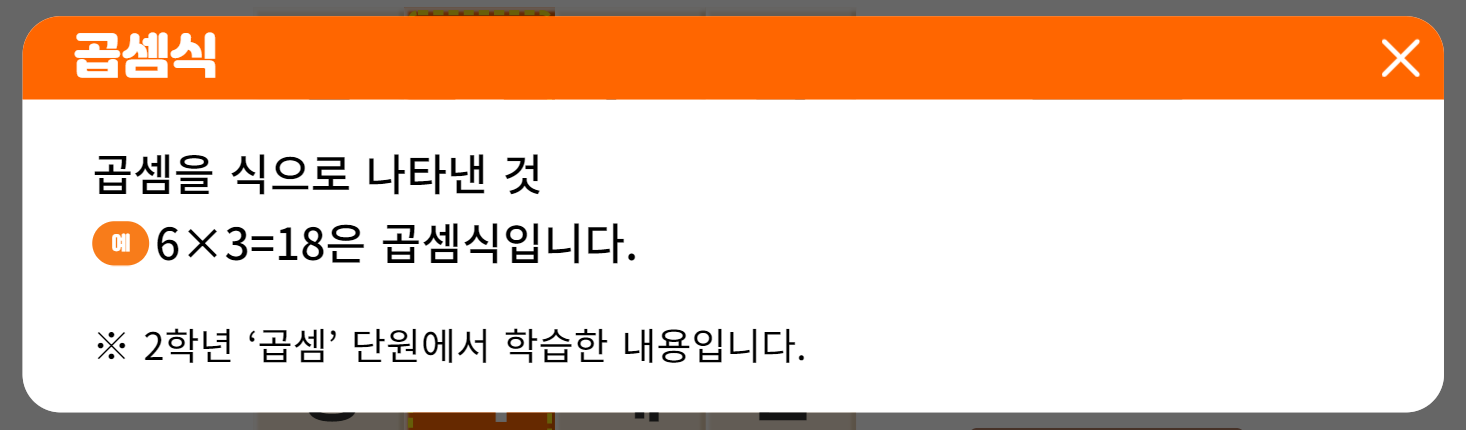 곱셈식
곱셈을 식으로 나타낸 것
예 6×3=18은 곱셈식입니다.
※ 2학년 ‘곱셈’ 단원에서 학습한 내용입니다.